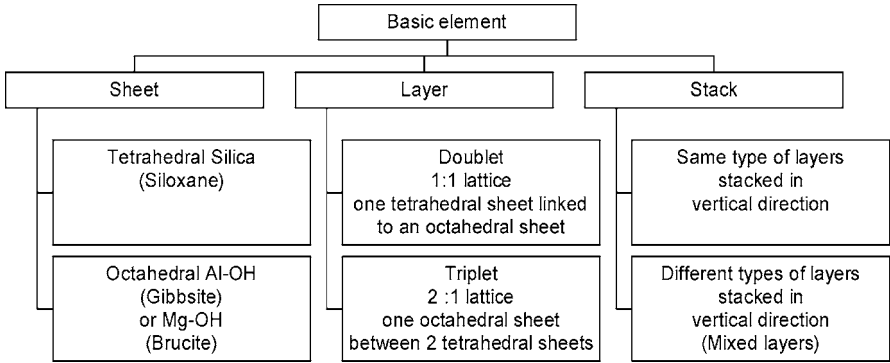 Basic element
Sheet
Layer
Stack
Tetrahedral Silica
(Siloxane)
Doublet
1:1 lattice
one tetrahedral sheet linked
to an octahedral sheet
Same type of layers
stacked in
vertical direction
Octahedral Al-OH
(Gibbsite)
or Mg-OH
(Brucite)
Triplet
2 :1 lattice
one octahedral sheet
between 2 tetrahedral sheets
Different types of layers
stacked in
vertical direction
(Mixed layers)